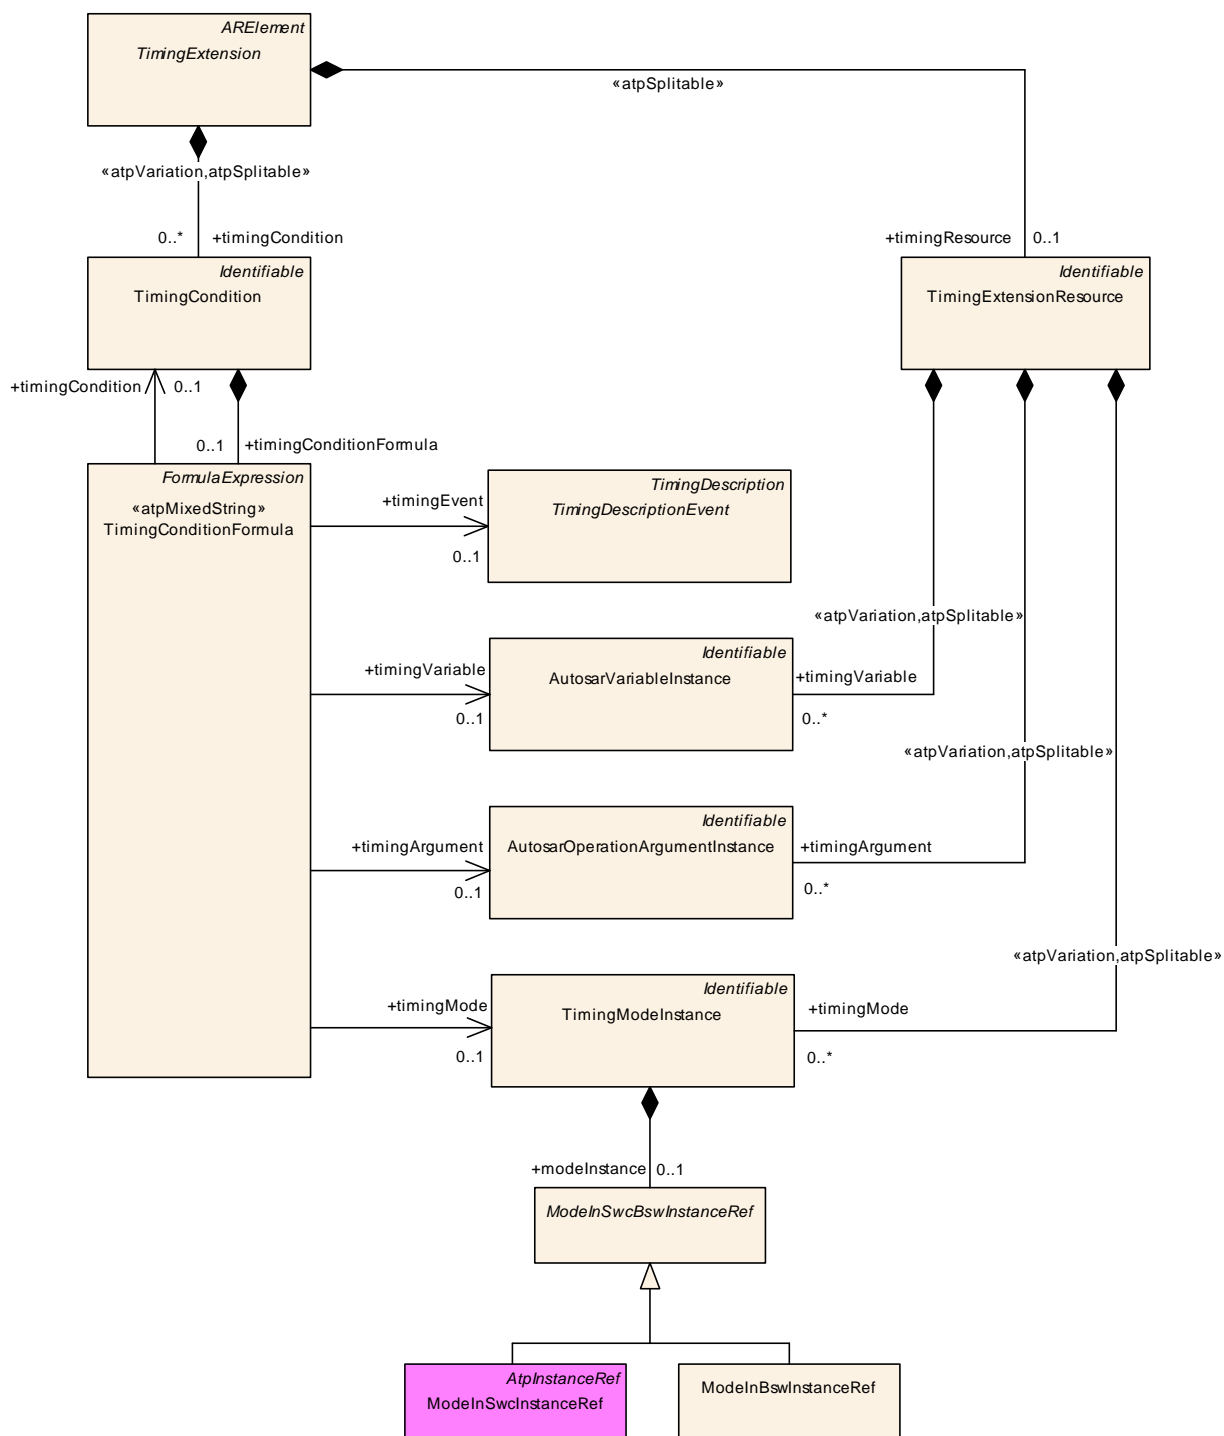 ARElement
TimingExtension
«atpSplitable»
«atpVariation,atpSplitable»
0..*
+timingCondition
+timingResource
0..1
Identifiable
TimingCondition
Identifiable
TimingExtensionResource
+timingCondition
0..1
0..1
+timingConditionFormula
FormulaExpression
«atpMixedString»
TimingConditionFormula
+timingEvent
0..1
TimingDescription
TimingDescriptionEvent
«atpVariation,atpSplitable»
+timingVariable
0..1
Identifiable
AutosarVariableInstance
+timingVariable
0..*
«atpVariation,atpSplitable»
+timingArgument
0..1
Identifiable
AutosarOperationArgumentInstance
+timingArgument
0..*
«atpVariation,atpSplitable»
+timingMode
0..1
Identifiable
TimingModeInstance
+timingMode
0..*
+modeInstance
0..1
ModeInSwcBswInstanceRef
AtpInstanceRef
ModeInSwcInstanceRef
ModeInBswInstanceRef